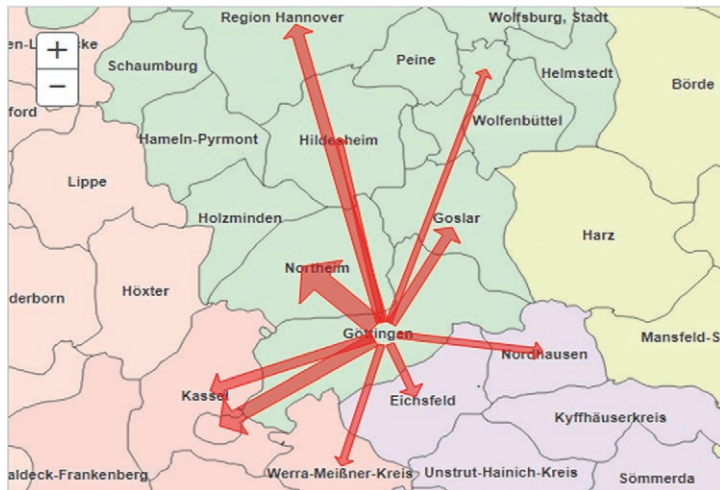 Region Hannover
Wolfsburg, Stadt
+
−
Schaumburg
Peine
Helmstedt
Börde
ford
Hameln-Pyrmont
Hildesheim
Wolfenbüttel
Lippe
Holzminden
Goslar
Harz
Northeim
derborn
Höxter
Göttingen
Mansfeld-S
Nordhausen
Kassel
Eichsfeld
Kyffhäuserkreis
aldeck-Frankenberg
Werra-Meißner-Kreis
Unstrut-Hainich-Kreis
Sömmerda